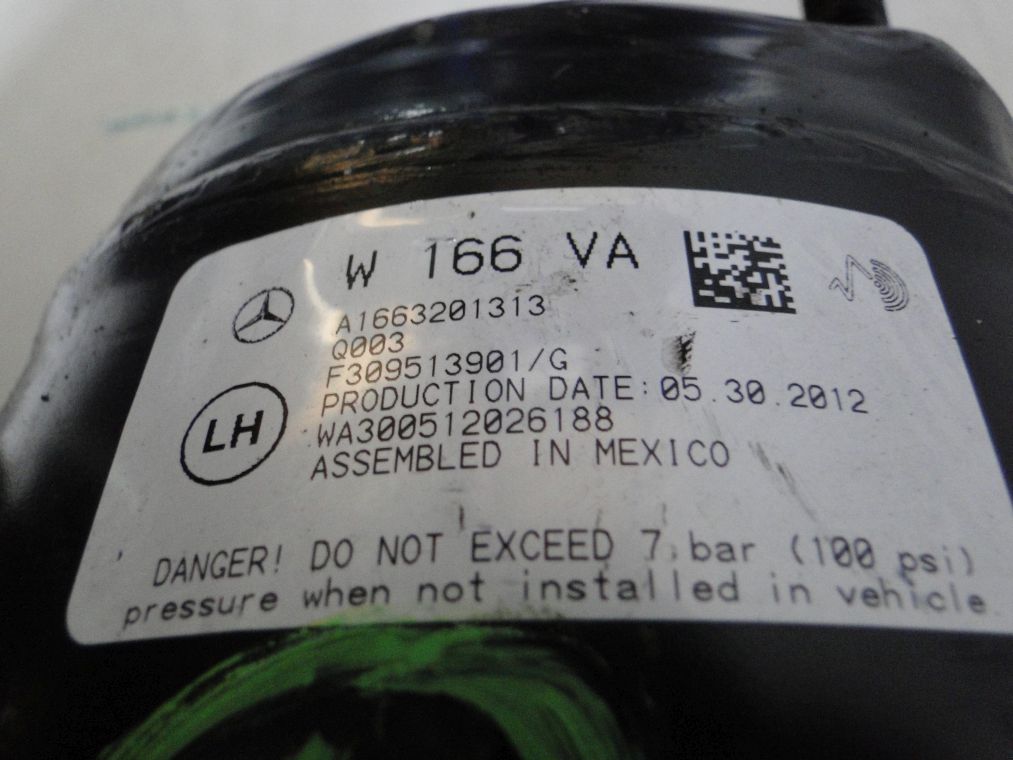 W 166 VA
A1663201313
Q003
F309513901/G
PRODUCTION DATE: 05.30.2012
LH
WA300512026188
ASSEMBLED IN MEXICO
DANGER! DO NOT EXCEED 7 bar (100 psi)
pressure when not installed in vehicle